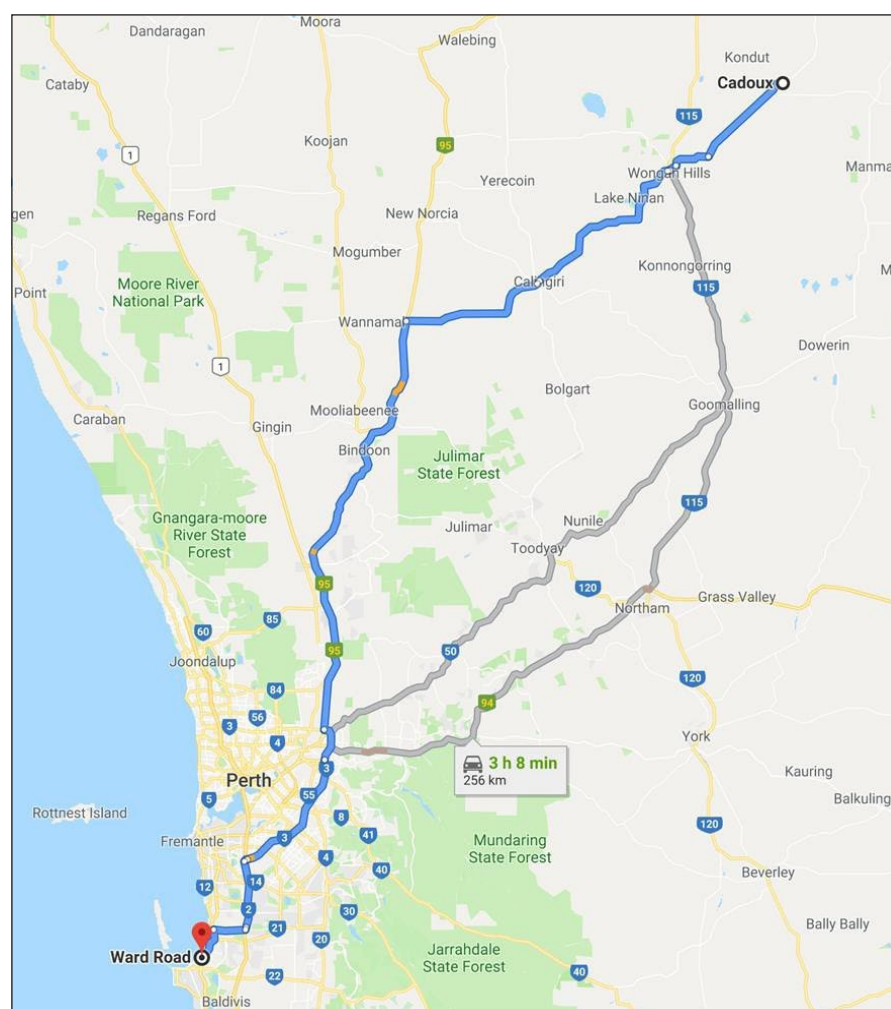 Moora
Dandaragan
Walebing
Kondut
Cadoux
Cataby
115
95
Koojan
Manma
1
Yerecoin
Wongan Hills
Lake Ninan
New Norcia
Regans Ford
gen
Mogumber
Konnongorring
Moore River
National Park
Calingiri
115
Point
M
Wannama
Dowerin
1
Bolgart
Mooliabeenee
Goomalling
Caraban
Gingin
Bindoon
Julimar
State Forest
115
Gnangara-moore
River State
Forest
Julimar
Nunile
Toodyay
95
120
Grass Valley
Northam
85
60
95
50
Joondalup
120
84
94
56
3
4
York
3
3 h 8 min
256 km
Kauring
Perth
5
55
Balkuling
Rottnest Island
8
120
Fremantle
3
41
Mundaring
State Forest
4
40
12
14
Beverley
2
30
Bally Bally
21
20
Jarrahdale
State Forest
Ward Road
22
40
Baldivis